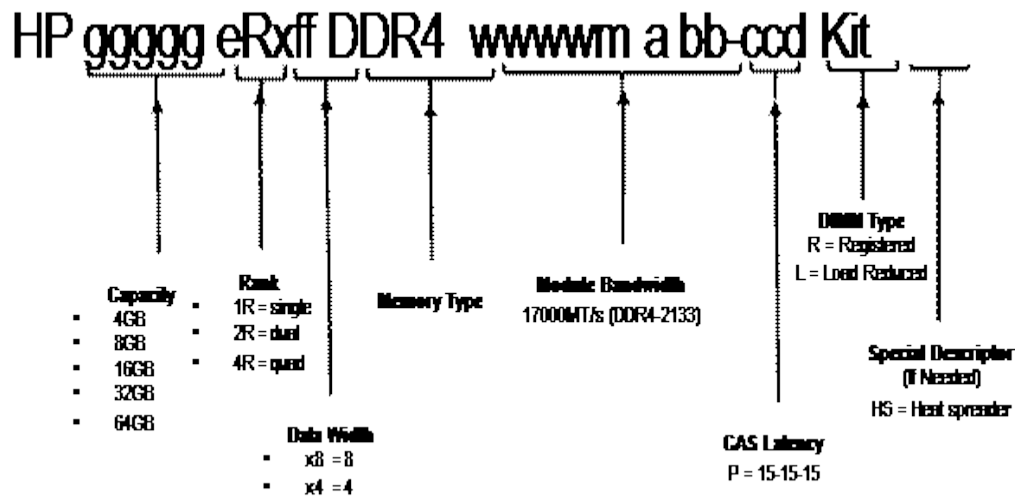 HP ggggg eRxff DDR4 wwwwm a bb-ccd Kit
DIMM Type
R = Registered
L = Load Reduced
Capacity
▪ 4GB
▪ 8GB
▪ 16GB
▪ 32GB
▪ 64GB
Rank
▪ 1R = single
▪ 2R = dual
▪ 4R = quad
Memory Type
Module Bandwidth
17000MT/s (DDR4-2133)
Special Descriptor
(If Needed)
HS = Heat spreader
Data Width
▪ x8 = 8
▪ x4 = 4
CAS Latency
P = 15-15-15